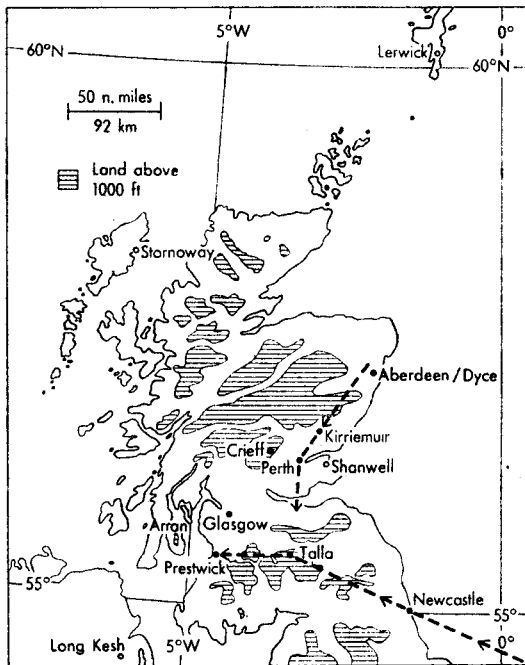 5°W
0°
60°N
Lerwick
60°N
50 n. miles
92 km
Land above
1000 ft
Stornoway
Aberdeen/Dyce
Kirriemuir
Crieff
Perth
Shanwell
Arran
Glasgow
Prestwick
Talla
55°
Newcastle
55°N
Long Kesh
5°W
0°